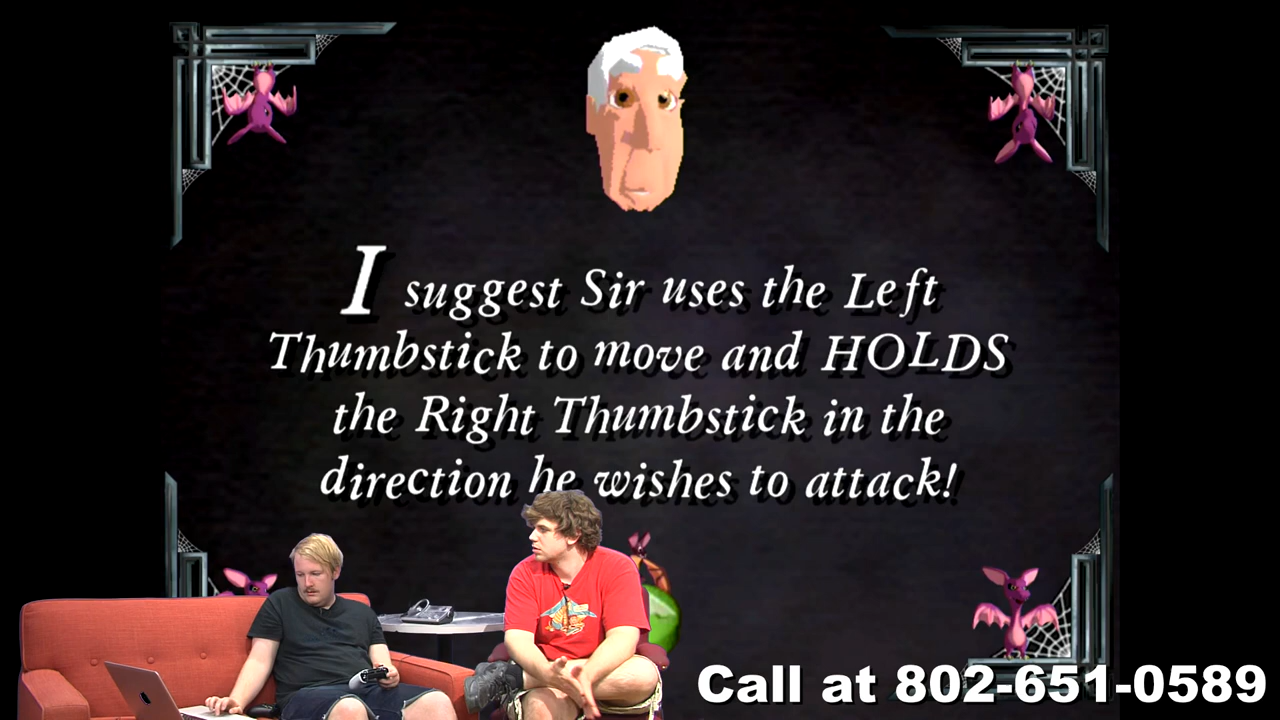 I suggest Sir uses the Left
Thumbstick to move and HOLDS
the Right Thumbstick in the
direction he wishes to attack!
Call at 802-651-0589